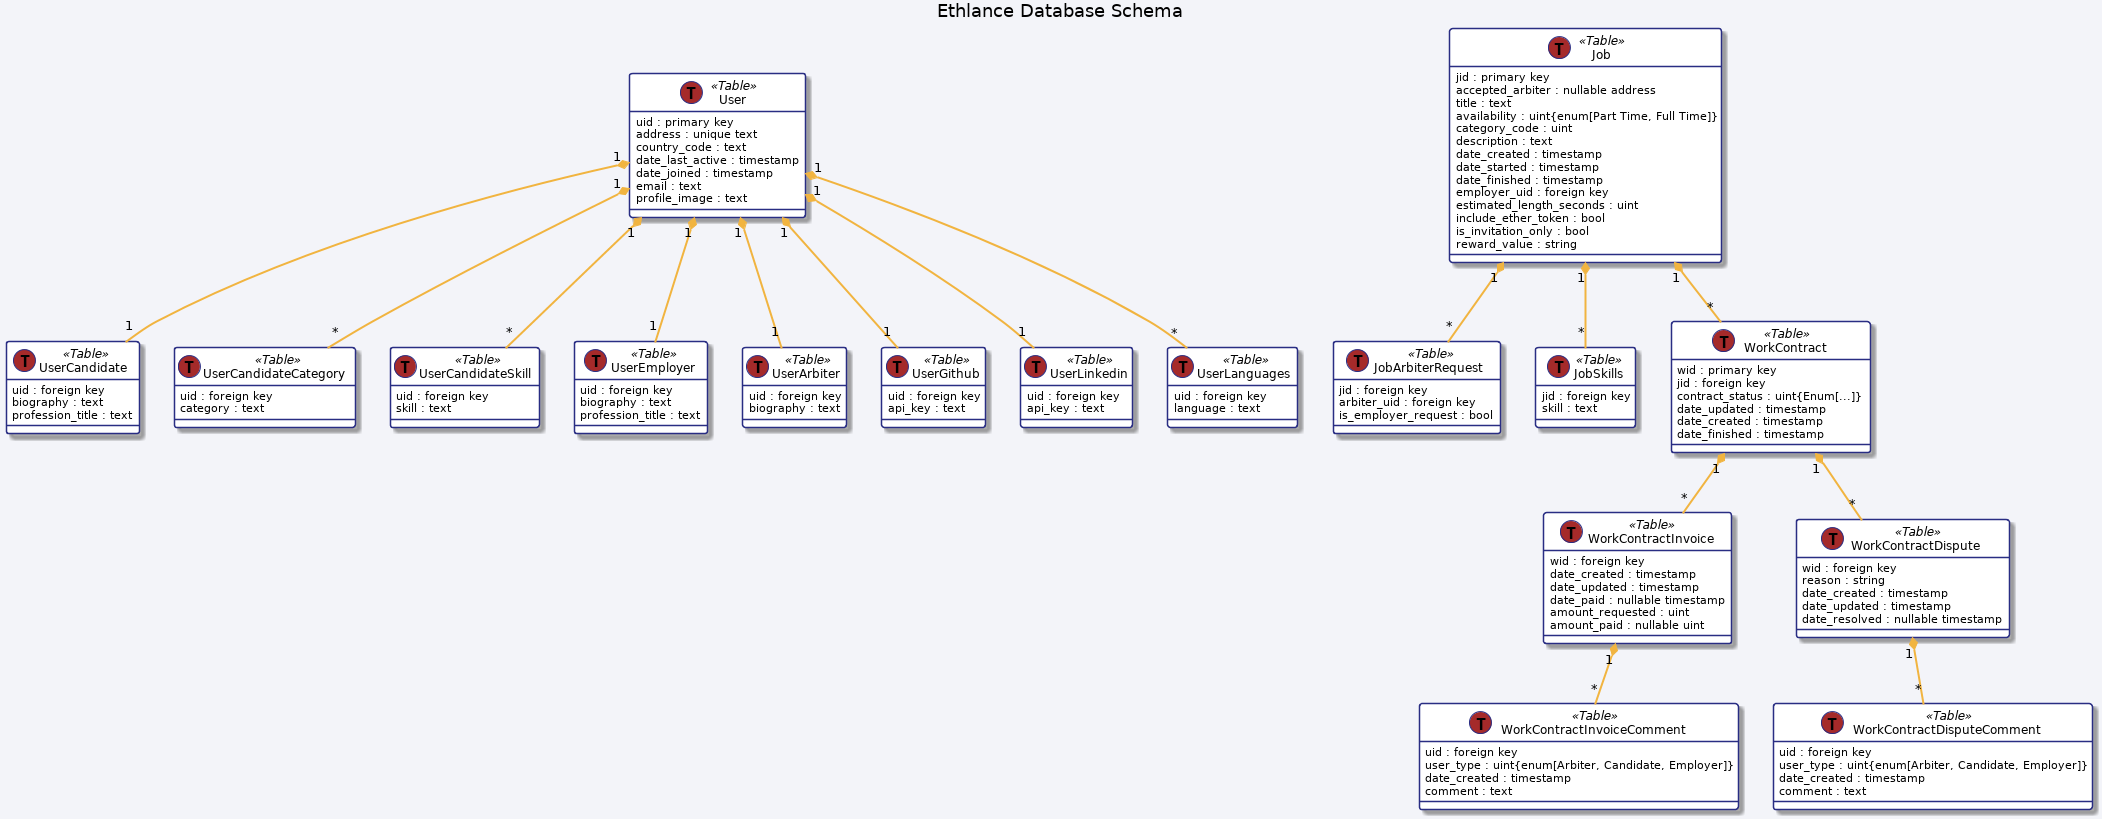 Ethlance Database Schema
T
«Table»
User
uid : primary key
address : unique text
country_code : text
date_last_active : timestamp
date_joined : timestamp
email : text
profile_image : text
T
«Table»
Job
jid : primary key
accepted_arbiter : nullable address
title : text
availability : uint{enum[Part Time, Full Time]}
category_code : uint
description : text
date_created : timestamp
date_started : timestamp
date_finished : timestamp
employer_uid : foreign key
estimated_length_seconds : uint
include_ether_token : bool
is_invitation_only : bool
reward_value : string
1
1
1
1
1
1
1
1
1
1
1
1
*
*
1
1
1
1
*
*
*
*
T
«Table»
UserCandidate
uid : foreign key
biography : text
profession_title : text
T
«Table»
UserCandidateCategory
uid : foreign key
category : text
T
«Table»
UserCandidateSkill
uid : foreign key
skill : text
T
«Table»
UserEmployer
uid : foreign key
biography : text
profession_title : text
T
«Table»
UserArbiter
uid : foreign key
biography : text
T
«Table»
UserGithub
uid : foreign key
api_key : text
T
«Table»
UserLinkedin
uid : foreign key
api_key : text
T
«Table»
UserLanguages
uid : foreign key
language : text
T
«Table»
JobArbiterRequest
jid : foreign key
arbiter_uid : foreign key
is_employer_request : bool
T
«Table»
JobSkills
jid : foreign key
skill : text
T
«Table»
WorkContract
wid : primary key
jid : foreign key
contract_status : uint{Enum[...]}
date_updated : timestamp
date_created : timestamp
date_finished : timestamp
1
1
*
*
T
«Table»
WorkContractInvoice
wid : foreign key
date_created : timestamp
date_updated : timestamp
date_paid : nullable timestamp
amount_requested : uint
amount_paid : nullable uint
T
«Table»
WorkContractDispute
wid : foreign key
reason : string
date_created : timestamp
date_updated : timestamp
date_resolved : nullable timestamp
1
1
*
*
T
«Table»
WorkContractInvoiceComment
uid : foreign key
user_type : uint{enum[Arbiter, Candidate, Employer]}
date_created : timestamp
comment : text
T
«Table»
WorkContractDisputeComment
uid : foreign key
user_type : uint{enum[Arbiter, Candidate, Employer]}
date_created : timestamp
comment : text